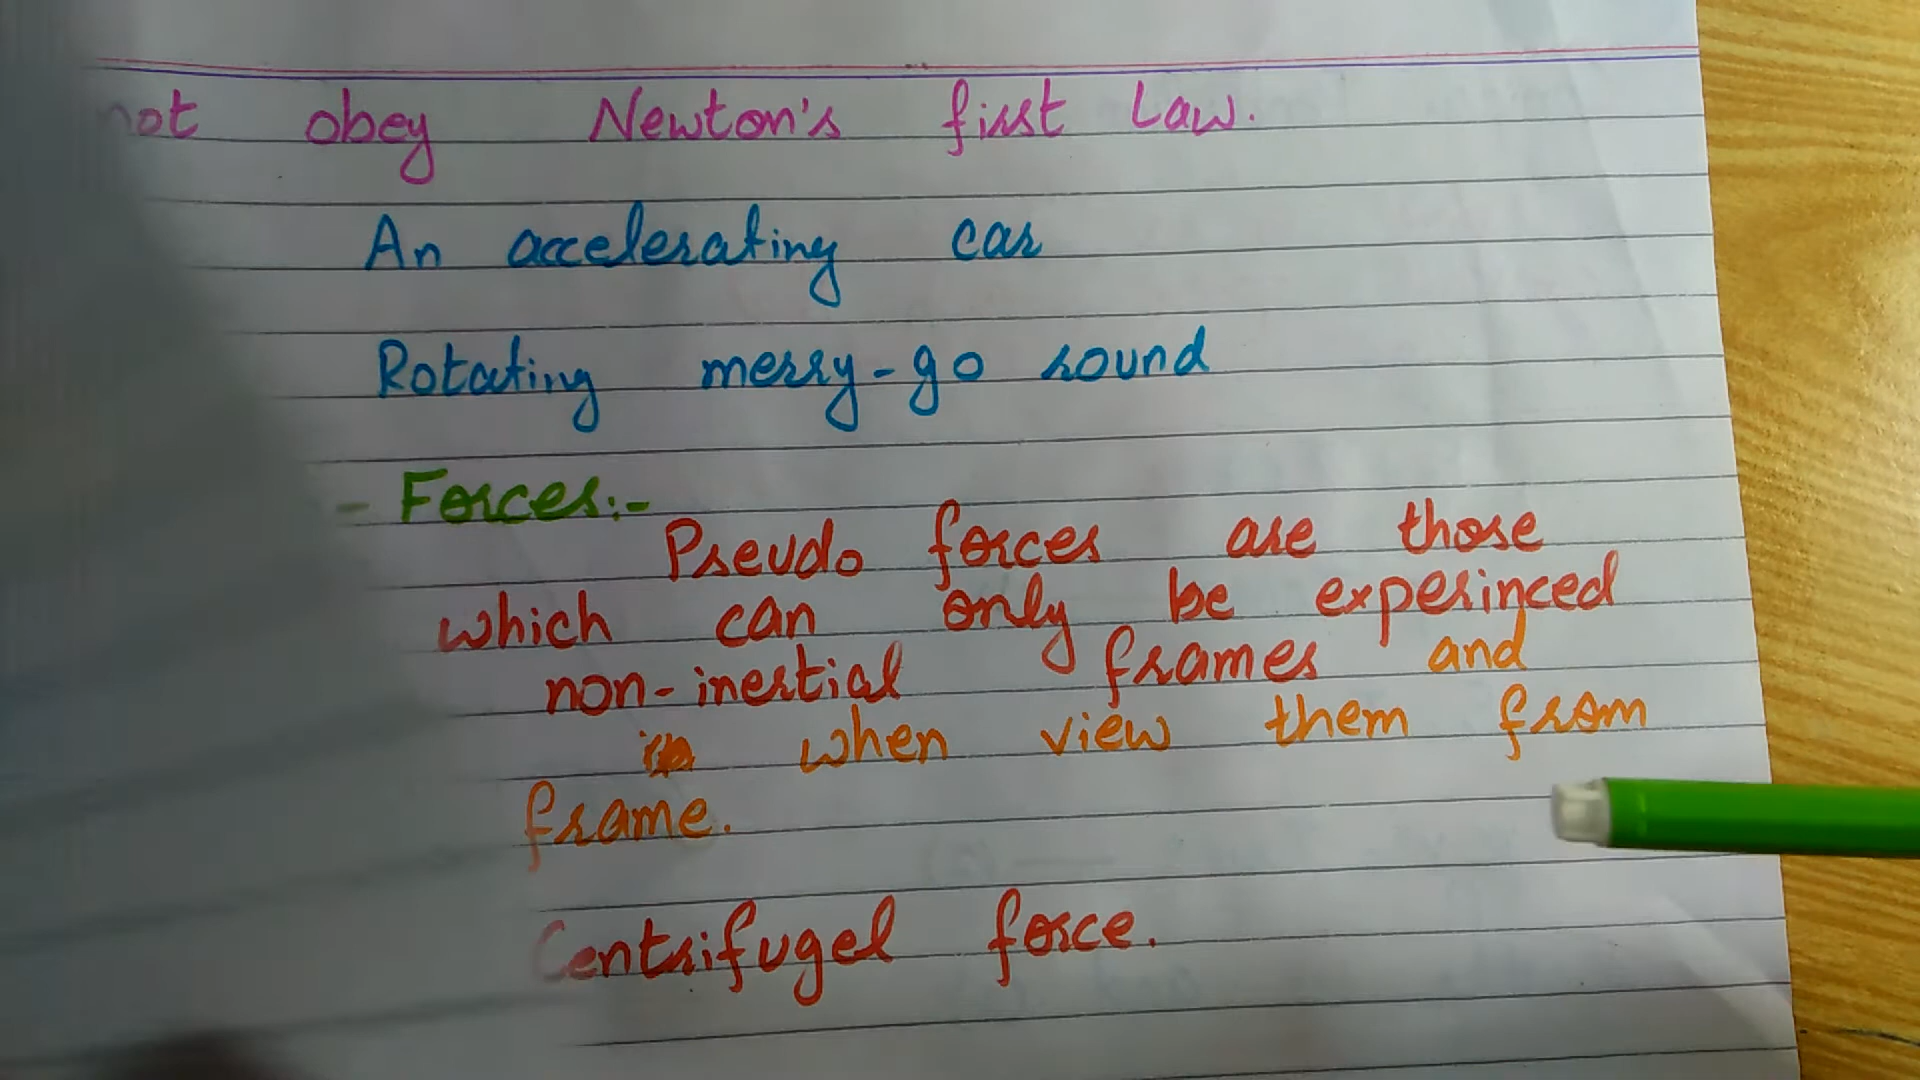 not obey Newton's first Law.
An accelerating car
Rotating merry-go round
- Forces:-
Pseudo forces are those
which can only be experinced
non-inertial frames and
when view them from
frame.
Centrifugel force.